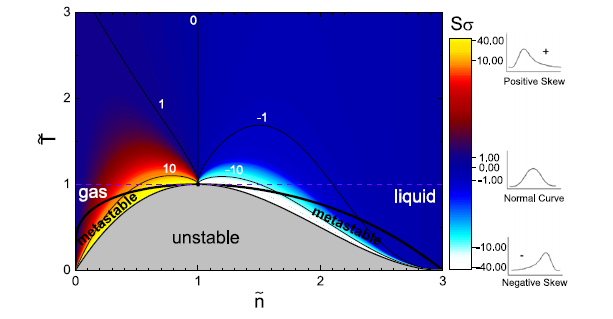 3
2
1
0
T̃
0
1
2
3
ñ
0
1
-1
10
-10
gas
liquid
metastable
metastable
unstable
Sσ
40,00
10,00
1,00
0,00
−1,00
−10.00
−40.00
+
Positive Skew
Normal Curve
-
Negative Skew